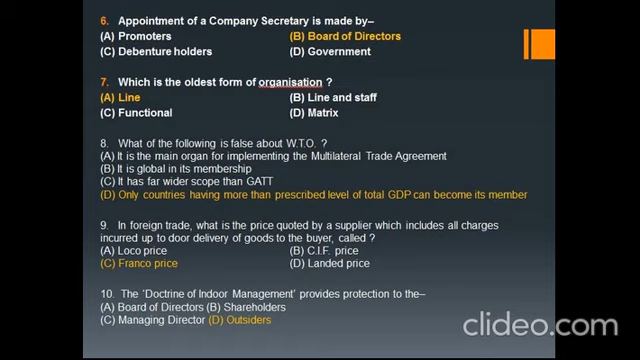 6. Appointment of a Company Secretary is made by–
(A) Promoters (B) Board of Directors
(C) Debenture holders (D) Government
7. Which is the oldest form of organisation ?
(A) Line (B) Line and staff
(C) Functional (D) Matrix
8. What of the following is false about W.T.O. ?
(A) It is the main organ for implementing the Multilateral Trade Agreement
(B) It is global in its membership
(C) It has far wider scope than GATT
(D) Only countries having more than prescribed level of total GDP can become its member
9. In foreign trade, what is the price quoted by a supplier which includes all charges
incurred up to door delivery of goods to the buyer, called ?
(A) Loco price (B) C.I.F. price
(C) Franco price (D) Landed price
10. The ‘Doctrine of Indoor Management’ provides protection to the–
(A) Board of Directors (B) Shareholders
(C) Managing Director (D) Outsiders
clideo.com